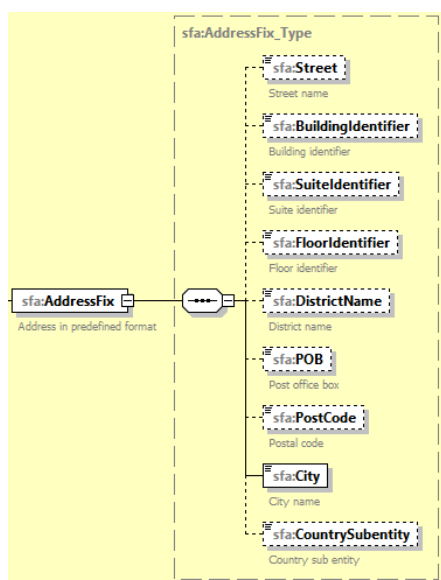 sfa:AddressFix_Type
sfa:Street
Street name
sfa:BuildingIdentifier
Building identifier
sfa:SuiteIdentifier
Suite identifier
sfa:FloorIdentifier
Floor identifier
sfa:AddressFix
Address in predefined format
sfa:DistrictName
District name
sfa:POB
Post office box
sfa:PostCode
Postal code
sfa:City
City name
sfa:CountrySubentity
Country sub entity